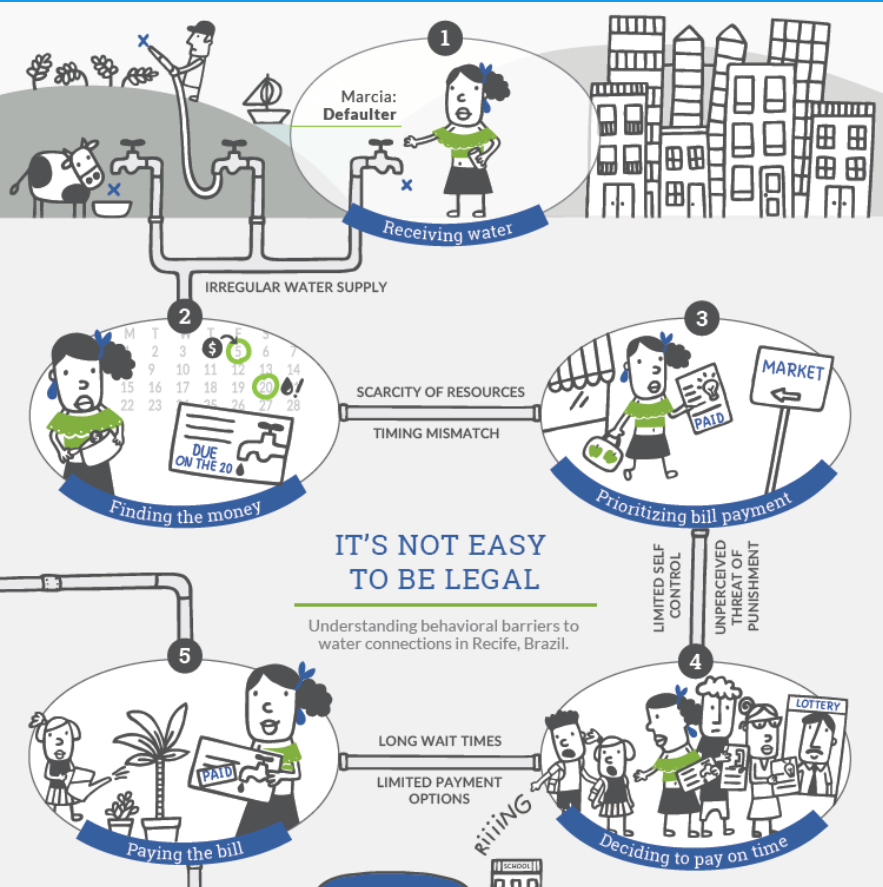 1
Marcia:
Defaulter
Receiving water
IRREGULAR WATER SUPPLY
2
M T W T F S
$
2 3 5 6 7
9 10 11 12 13 14
15 16 17 18 19 20
22 23 25 26 27 28
!
DUE
ON THE 20
Finding the money
SCARCITY OF RESOURCES
TIMING MISMATCH
3
MARKET
PAID
Prioritizing bill payment
LIMITED SELF
CONTROL
UNPERCEIVED
THREAT OF
PUNISHMENT
IT'S NOT EASY
TO BE LEGAL
Understanding behavioral barriers to
water connections in Recife, Brazil.
4
LOTTERY
Deciding to pay on time
RiiiiNG
SCHOOL
LONG WAIT TIMES
LIMITED PAYMENT
OPTIONS
5
PAID
Paying the bill